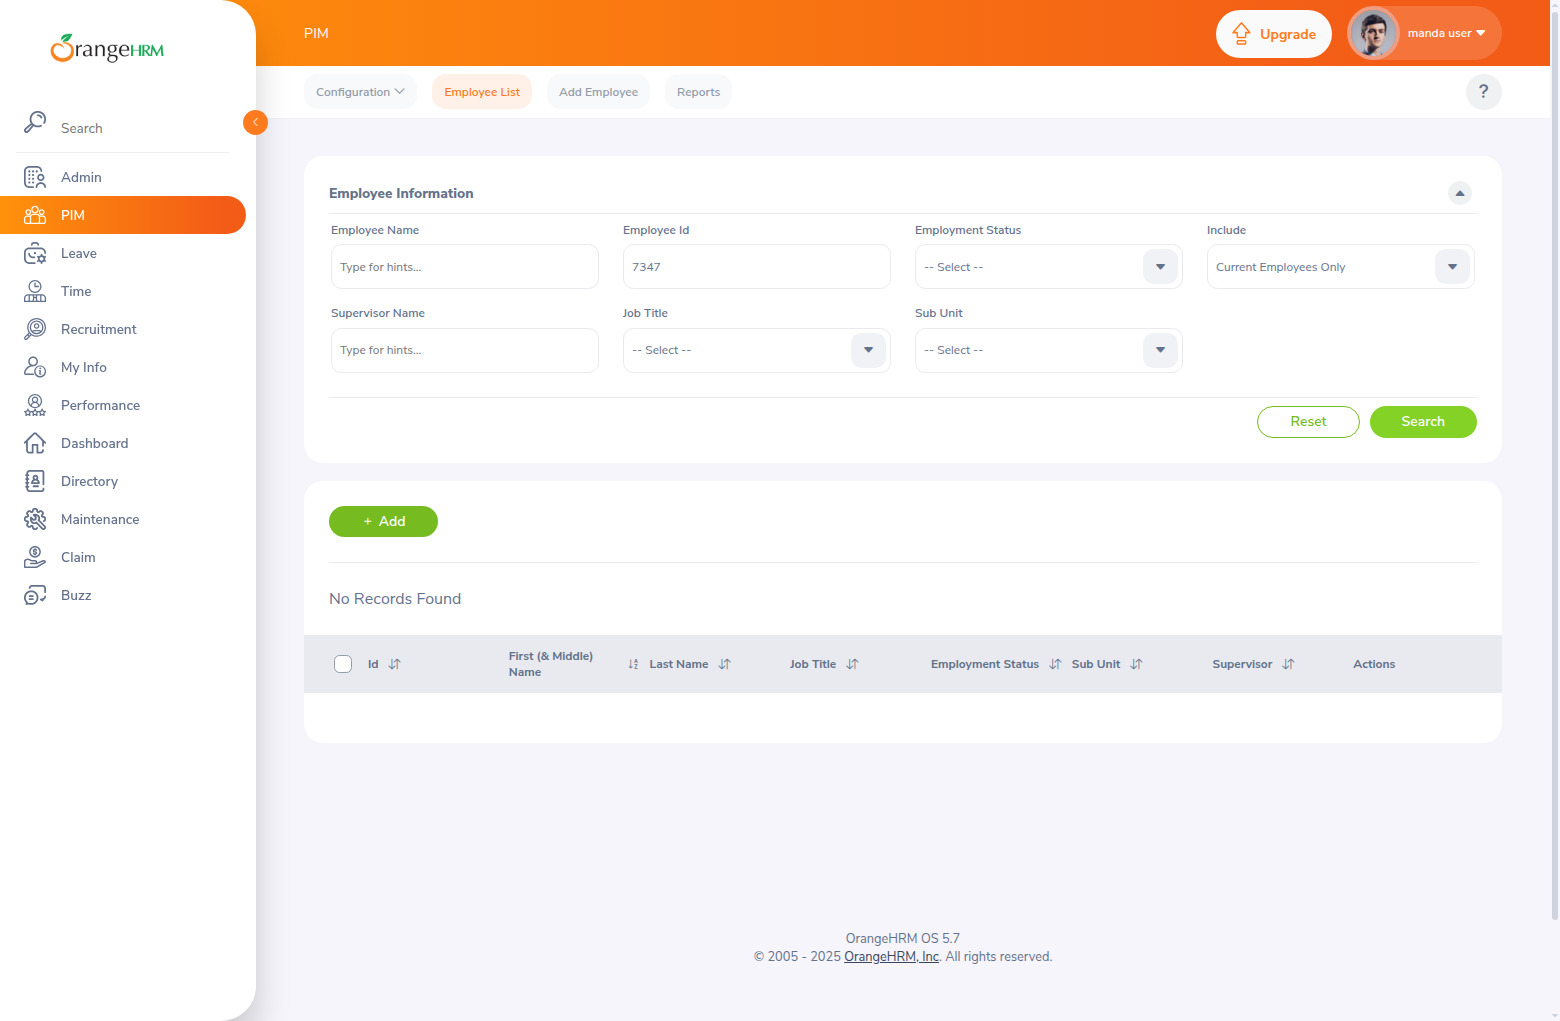 OrangeHRM
PIM
Upgrade
manda user
Configuration
Employee List
Add Employee
Reports
?
Search
Admin
PIM
Leave
Time
Recruitment
My Info
Performance
Dashboard
Directory
Maintenance
Claim
Buzz
Employee Information
Employee Name
Employee Id
Employment Status
Include
Type for hints...
7347
-- Select --
Current Employees Only
Supervisor Name
Job Title
Sub Unit
Type for hints...
-- Select --
-- Select --
Reset
Search
+ Add
No Records Found
Id
First (& Middle)
Name
Last Name
Job Title
Employment Status
Sub Unit
Supervisor
Actions
OrangeHRM OS 5.7
© 2005 - 2025 OrangeHRM, Inc. All rights reserved.